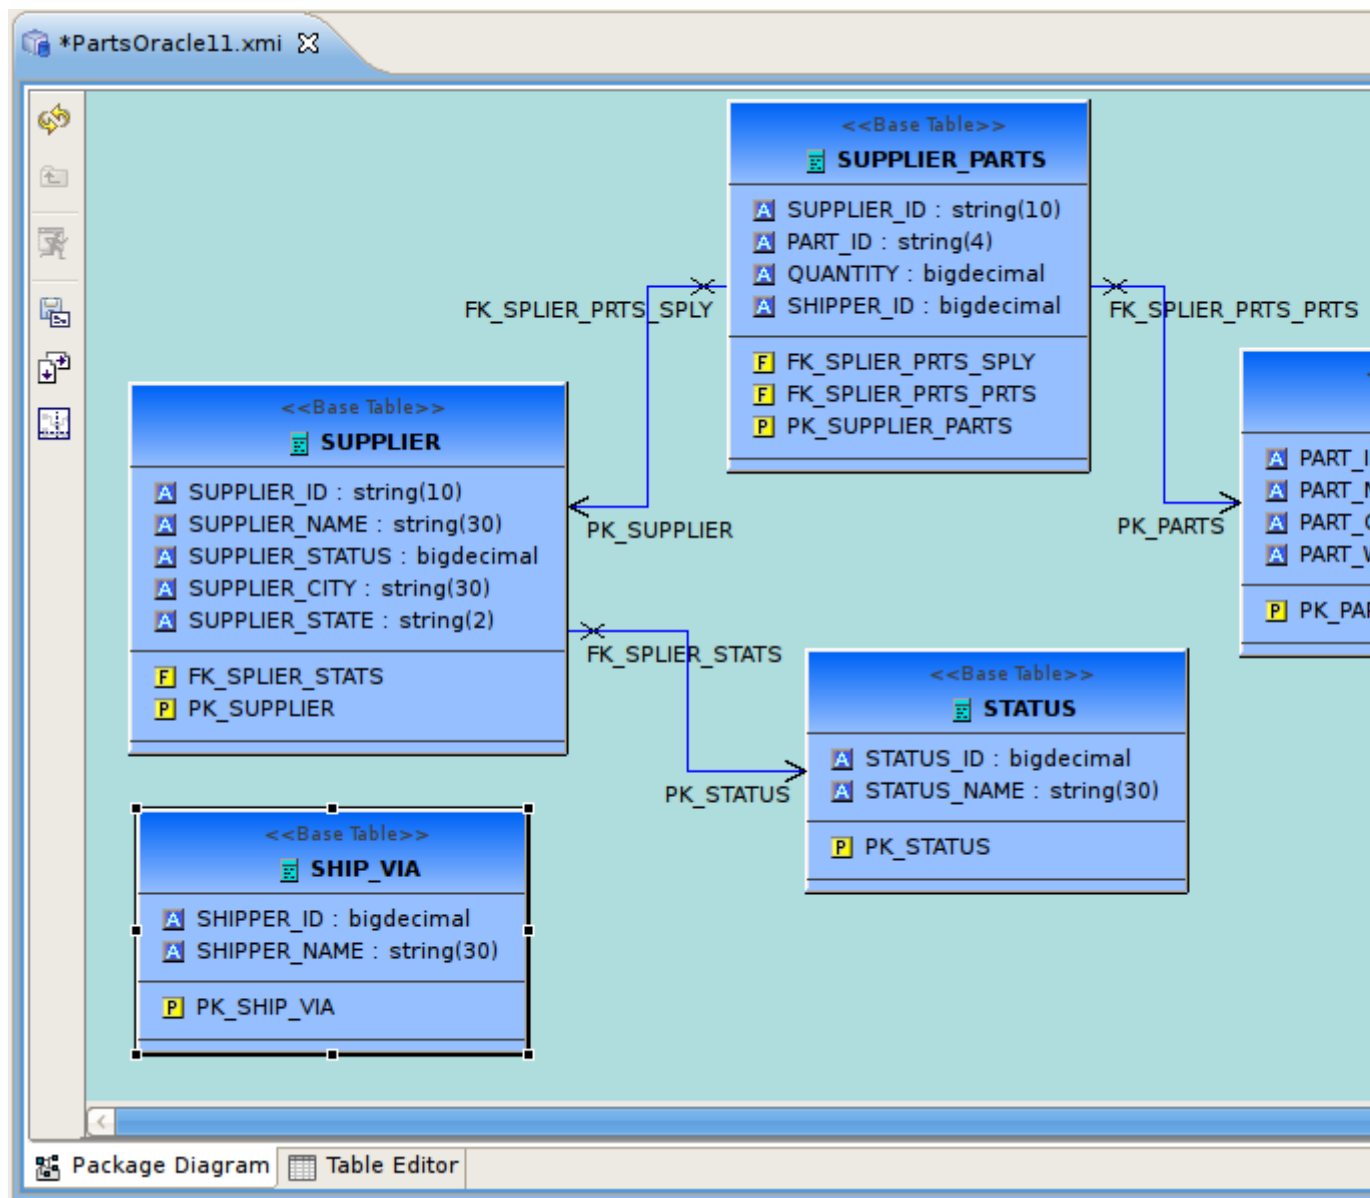 *PartsOracle11.xmi
<<Base Table>>
SUPPLIER_PARTS
SUPPLIER_ID : string(10)
PART_ID : string(4)
QUANTITY : bigdecimal
SHIPPER_ID : bigdecimal
FK_SPLIER_PRTS_SPLY
FK_SPLIER_PRTS_PRTS
PK_SUPPLIER_PARTS
FK_SPLIER_PRTS_SPLY
FK_SPLIER_PRTS_PRTS
<<Base Table>>
SUPPLIER
SUPPLIER_ID : string(10)
SUPPLIER_NAME : string(30)
SUPPLIER_STATUS : bigdecimal
SUPPLIER_CITY : string(30)
SUPPLIER_STATE : string(2)
FK_SPLIER_STATS
PK_SUPPLIER
PK_SUPPLIER
PK_PARTS
FK_SPLIER_STATS
PK_STATUS
<<Base Table>>
STATUS
STATUS_ID : bigdecimal
STATUS_NAME : string(30)
PK_STATUS
<<Base Table>>
SHIP_VIA
SHIPPER_ID : bigdecimal
SHIPPER_NAME : string(30)
PK_SHIP_VIA
Package Diagram
Table Editor